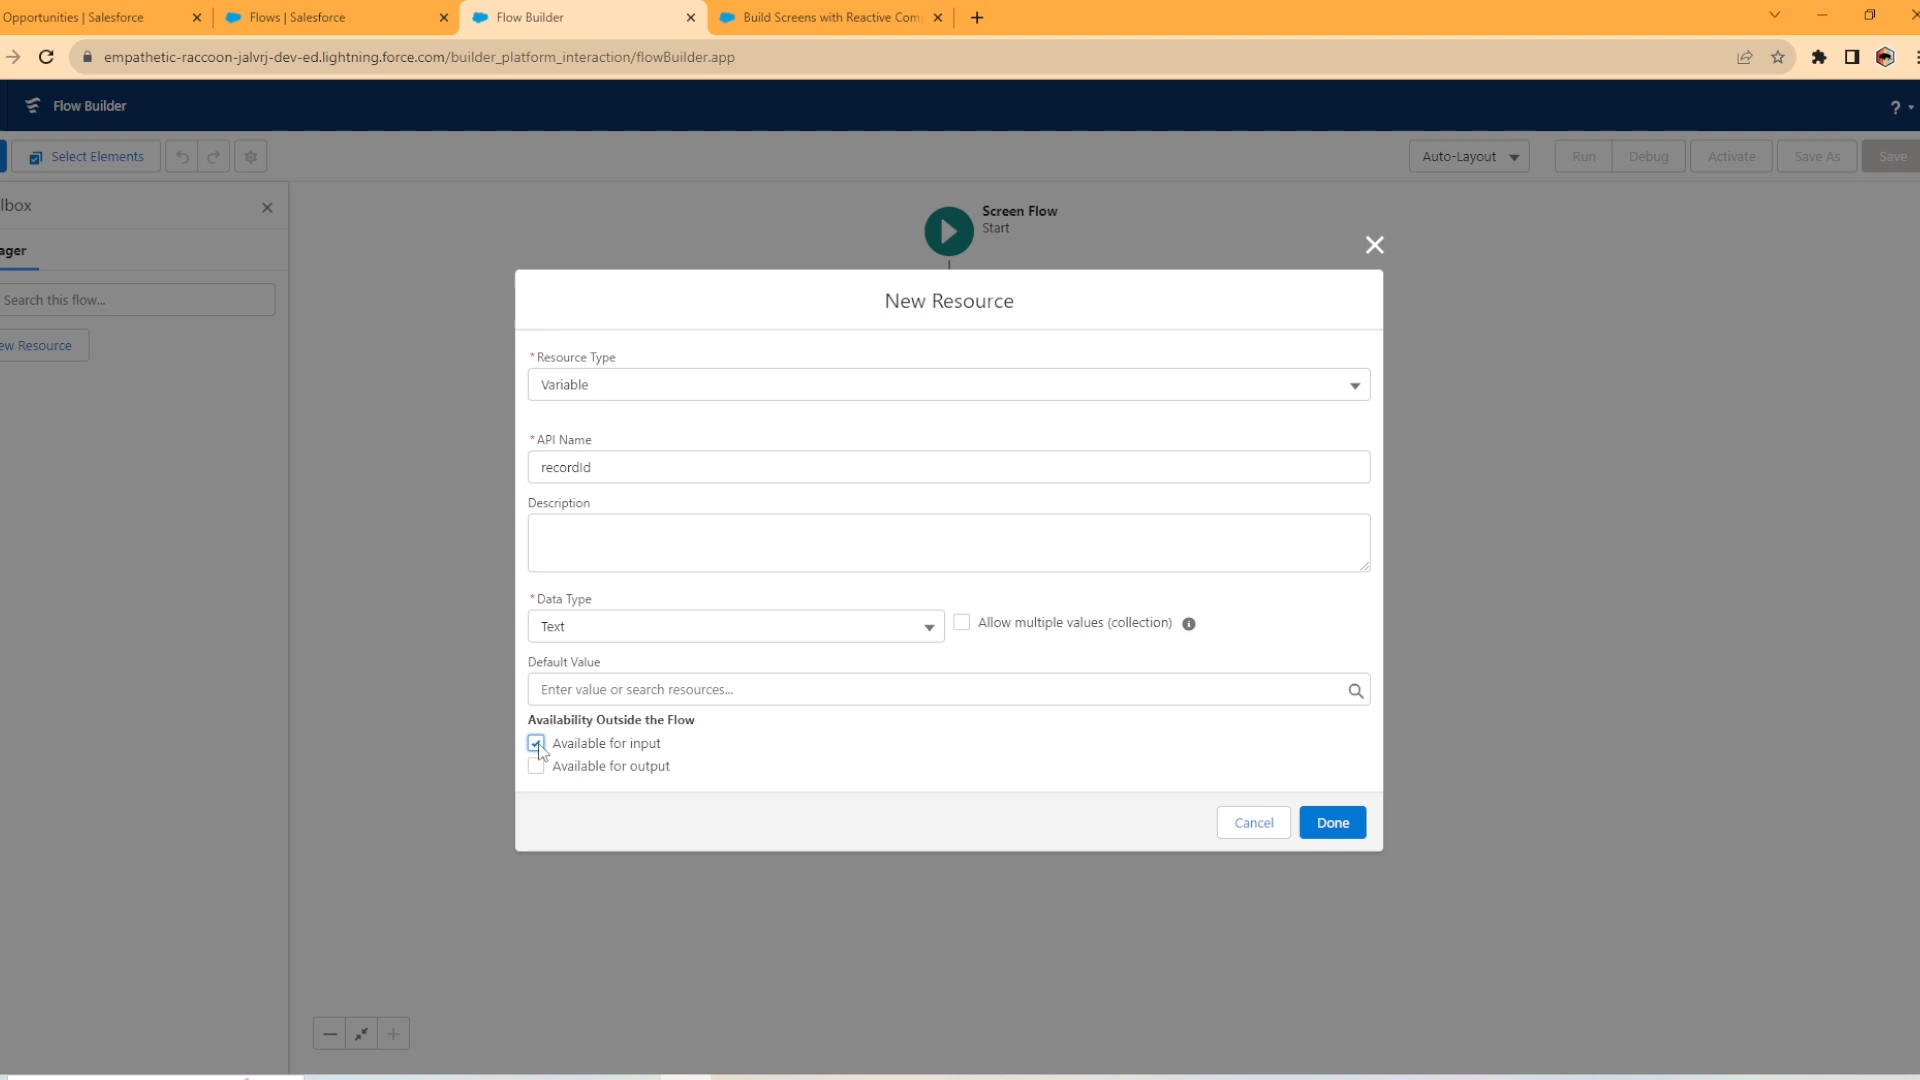 Opportunities | Salesforce
Flows | Salesforce
Flow Builder
Build Screens with Reactive Com
empathetic-raccoon-jalvrj-dev-ed.lightning.force.com/builder_platform_interaction/flowBuilder.app
Flow Builder
?
Select Elements
Auto-Layout
Run
Debug
Activate
Save As
Save
lbox
ager
Search this flow...
ew Resource
Screen Flow
Start
New Resource
* Resource Type
Variable
* API Name
recordId
Description
* Data Type
Text
Allow multiple values (collection)
Default Value
Enter value or search resources...
Availability Outside the Flow
Available for input
Available for output
Cancel
Done